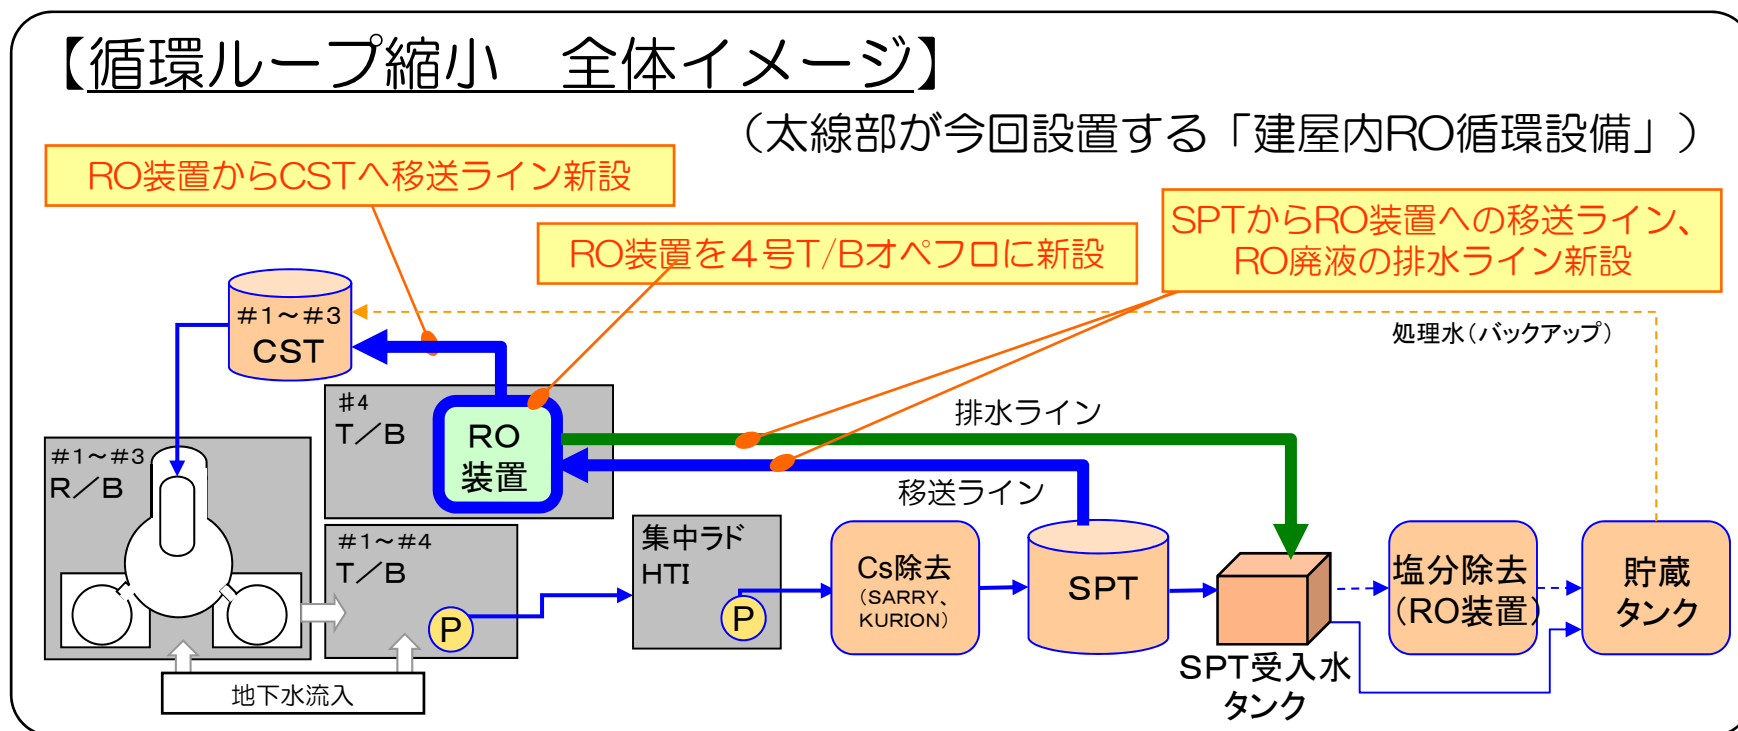 【循環ループ縮小　全体イメージ】
（太線部が今回設置する「建屋内RO循環設備」）
RO装置からCSTへ移送ライン新設
RO装置を４号T/Bオペフロに新設
SPTからRO装置への移送ライン、
RO廃液の排水ライン新設
＃１～＃３
CST
処理水（バックアップ）
＃4
T／B
RO
装置
排水ライン
移送ライン
＃１～＃３
R／B
＃１～＃４
T／B
P
集中ラド
HTI
P
Cs除去
（SARRY、
KURION）
SPT
SPT受入水
タンク
塩分除去
（RO装置）
貯蔵
タンク
地下水流入